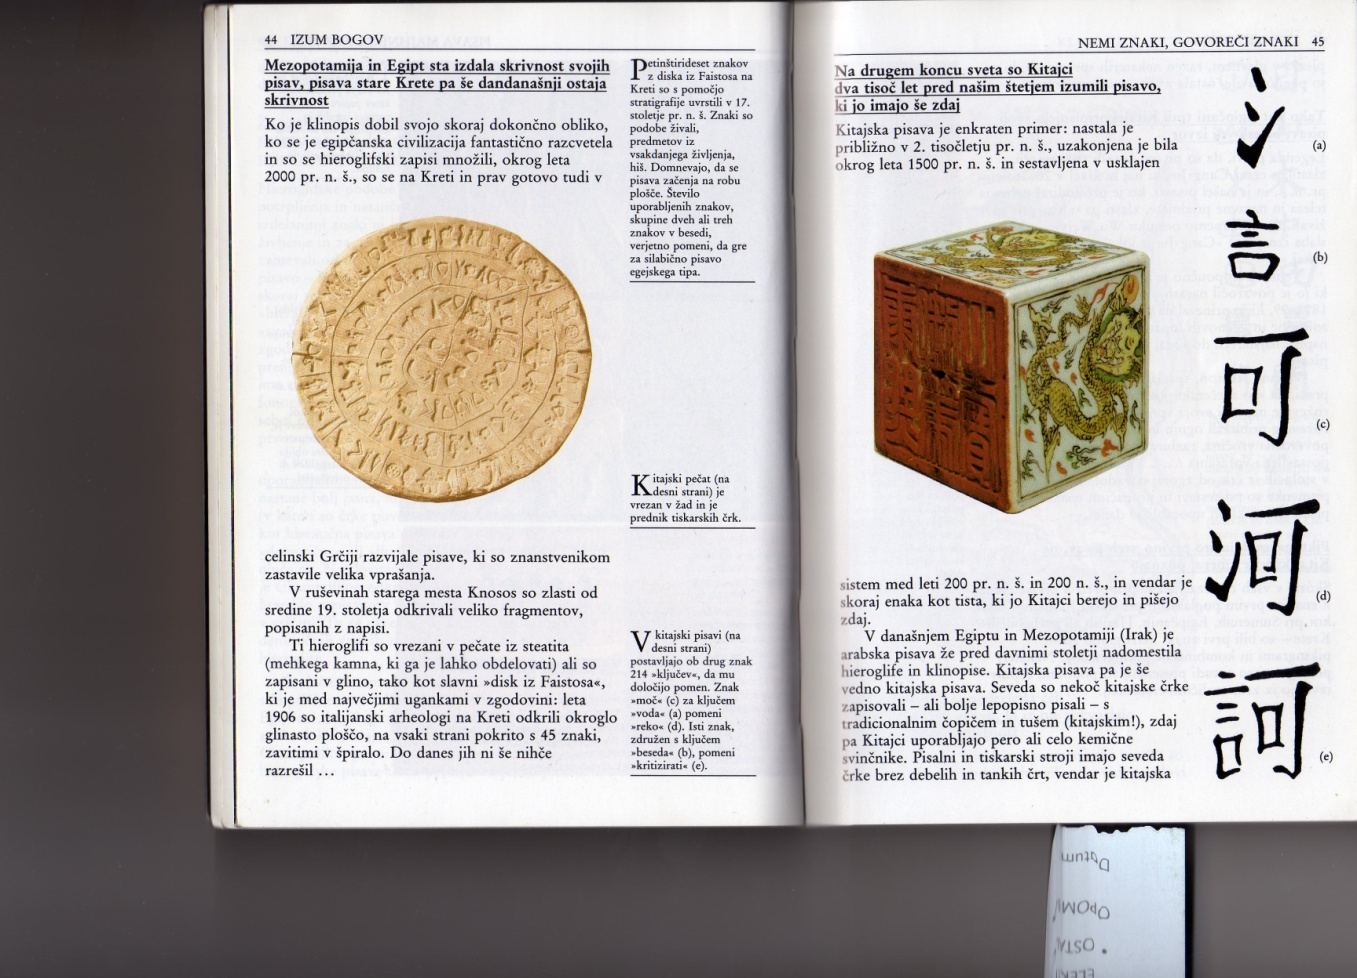 44 IZUM BOGOV
Mezopotamija in Egipt sta izdala skrivnost svojih
pisav, pisava stare Krete pa še dandanašnji ostaja
skrivnost
Ko je klinopis dobil svojo skoraj dokončno obliko,
ko se je egipčanska civilizacija fantastično razcvetela
in so se hieroglifski zapisi množili, okrog leta
2000 pr. n. š., so se na Kreti in prav gotovo tudi v
celinski Grčiji razvijale pisave, ki so znanstvenikom
zastavile velika vprašanja.
V ruševinah starega mesta Knosos so zlasti od
sredine 19. stoletja odkrivali veliko fragmentov,
popisanih z napisi.
Ti hieroglifi so vrezani v pečate iz steatita
(mehkega kamna, ki ga je lahko obdelovati) ali so
zapisani v glino, tako kot slavni »disk iz Faistosa«,
ki je med največjimi ugankami v zgodovini: leta
1906 so italijanski arheologi na Kreti odkrili okroglo
glinasto ploščo, na vsaki strani pokrito s 45 znaki,
zavitimi v špiralo. Do danes jih ni še nihče
razrešil ...
Petinštirideset znakov
z diska iz Faistosa na
Kreti so s pomočjo
stratigrafije uvrstili v 17.
stoletje pr. n. š. Znaki so
podobe živali,
predmetov iz
vsakdanjega življenja,
hiš. Domnevajo, da se
pisava začenja na robu
plošče. Število
uporabljenih znakov,
skupine dveh ali treh
znakov v besedi,
verjetno pomeni, da gre
za silabično pisavo
egejskega tipa.
Kitajski pečat (na
desni strani) je
vrezan v žad in je
prednik tiskarskih črk.
V kitajski pisavi (na
desni strani)
postavljajo ob drug znak
214 »ključev«, da mu
določijo pomen. Znak
»moč« (c) za ključem
»voda« (a) pomeni
»reko« (d). Isti znak,
združen s ključem
»beseda« (b), pomeni
»kritizirati« (e).
NEMI ZNAKI, GOVOREČI ZNAKI 45
Na drugem koncu sveta so Kitajci
dva tisoč let pred našim štetjem izumili pisavo,
ki jo imajo še zdaj
Kitajska pisava je enkraten primer: nastala je
približno v 2. tisočletju pr. n. š., uzakonjena je bila
okrog leta 1500 pr. n. š. in sestavljena v usklajen
sistem med leti 200 pr. n. š. in 200 n. š., in vendar je
skoraj enaka kot tista, ki jo Kitajci berejo in pišejo
zdaj.
V današnjem Egiptu in Mezopotamiji (Irak) je
arabska pisava že pred davnimi stoletji nadomestila
hieroglife in klinopise. Kitajska pisava pa je še
vedno kitajska pisava. Seveda so nekoč kitajske črke
zapisovali – ali bolje lepopisno pisali – s
tradicionalnim čopičem in tušem (kitajskim!), zdaj
pa Kitajci uporabljajo pero ali celo kemične
svinčnike. Pisalni in tiskarski stroji imajo seveda
črke brez debelih in tankih črt, vendar je kitajska
氵 (a)
言 (b)
可 (c)
河 (d)
訶 (e)
Datum